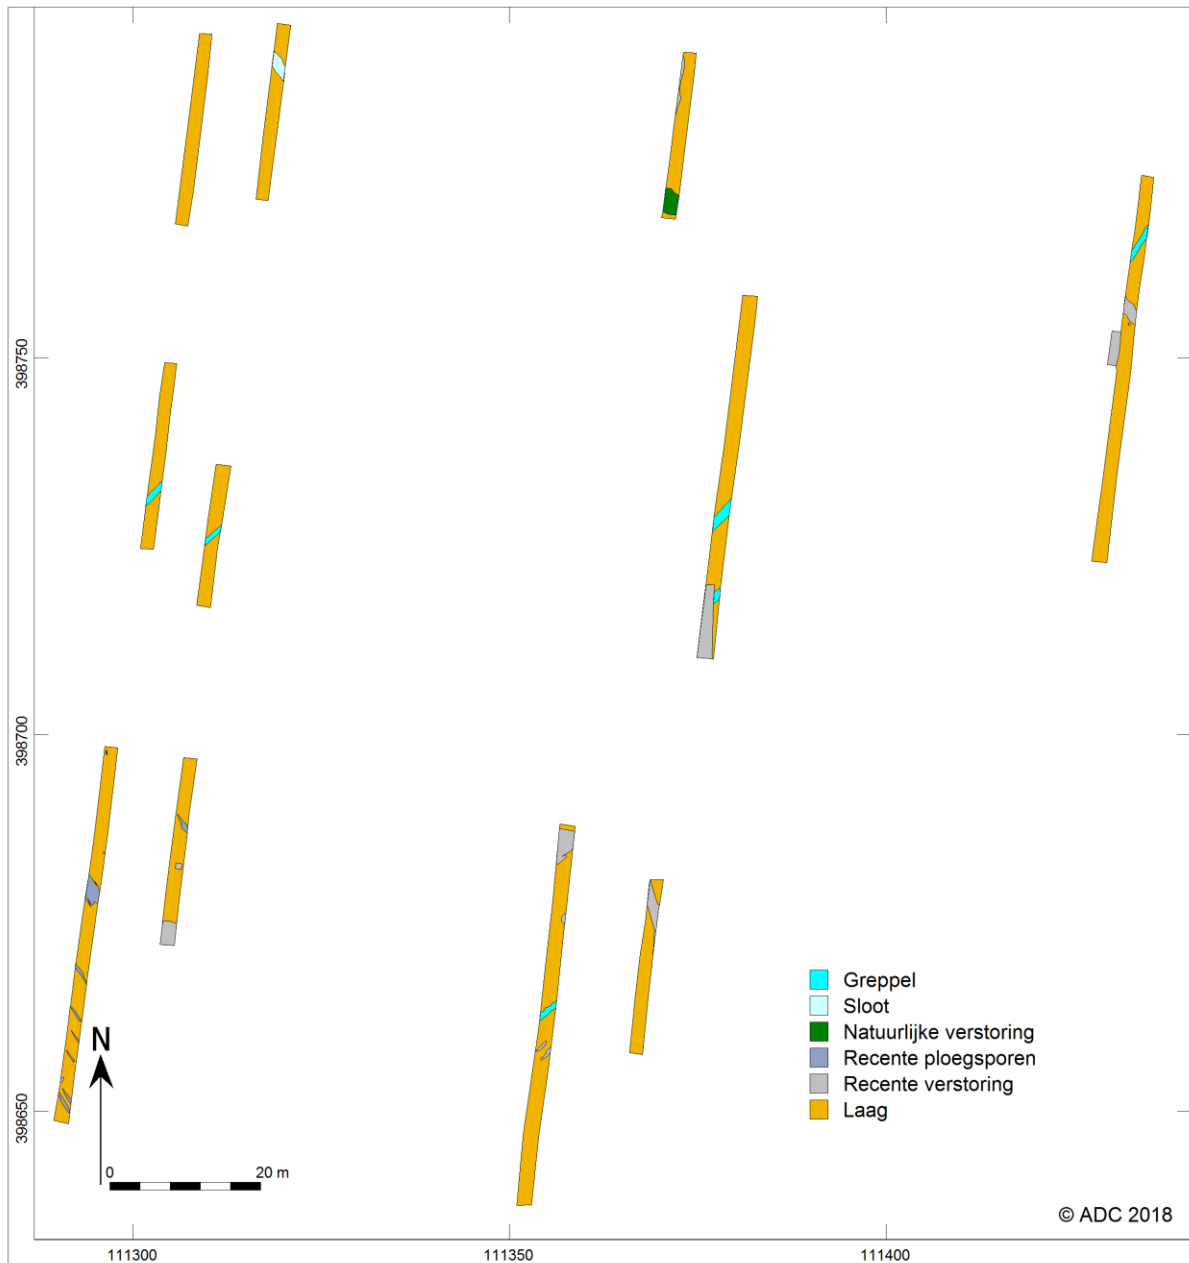 398750
398700
398650
Greppel
Sloot
Natuurlijke verstoring
Recente ploegsporen
Recente verstoring
Laag
N
0 20 m
© ADC 2018
111300 111350 111400